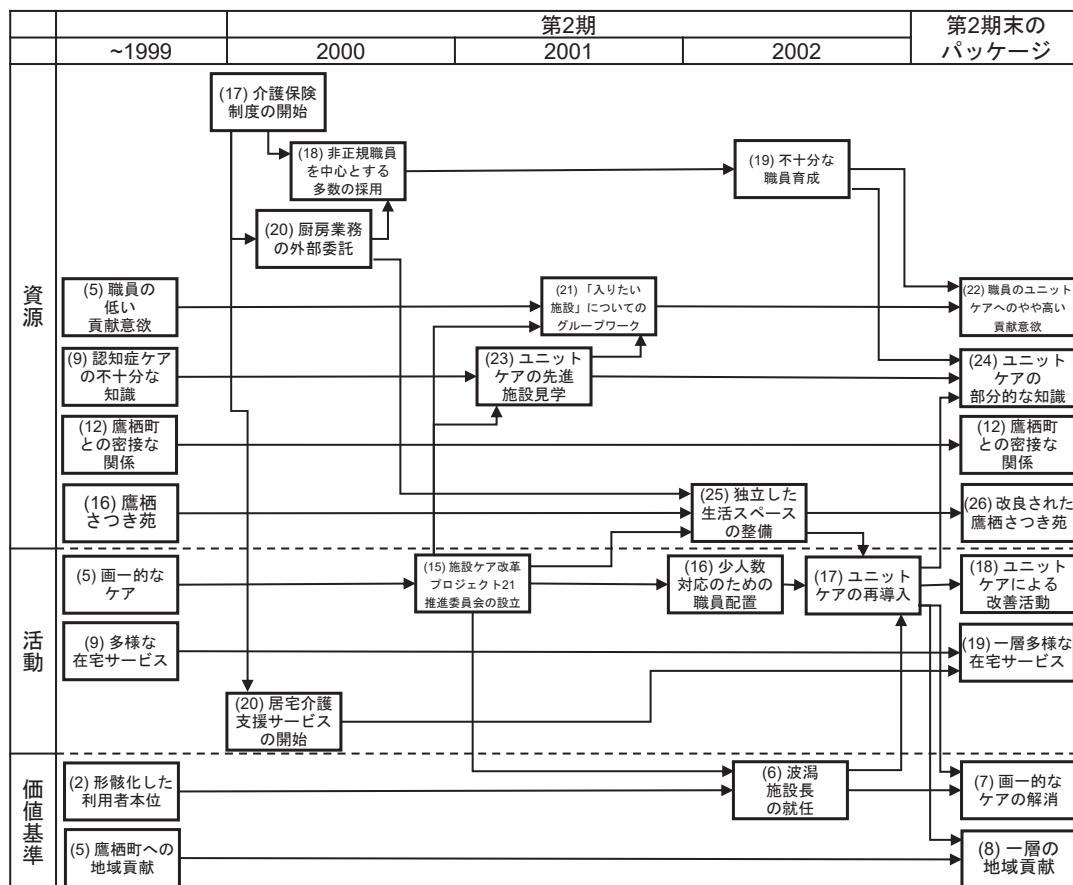 第2期
第2期末の
パッケージ
~1999
2000
2001
2002
資源
(17) 介護保険
制度の開始
(18) 非正規職員
を中心とする
多数の採用
(19) 不十分な
職員育成
(20) 厨房業務
の外部委託
(5) 職員の
低い
貢献意欲
(21) 「入りたい
施設」についての
グループワーク
(22) 職員のユニット
ケアへのやや高い
貢献意欲
(9) 認知症ケア
の不十分な
知識
(23) ユニット
ケアの先進
施設見学
(24) ユニット
ケアの
部分的な知識
(12) 鷹栖町
との密接な
関係
(12) 鷹栖町
との密接な
関係
(16) 鷹栖
さつき苑
(25) 独立した
生活スペース
の整備
(26) 改良された
鷹栖さつき苑
活動
(5) 画一的な
ケア
(15) 施設ケア改革
プロジェクト21
推進委員会の設立
(16) 少人数
対応のための
職員配置
(17) ユニット
ケアの再導入
(18) ユニット
ケアによる
改善活動
(9) 多様な
在宅サービス
(19) 一層多様な
在宅サービス
(20) 居宅介護
支援サービス
の開始
価値基準
(2) 形骸化した
利用者本位
(6) 波潟
施設長
の就任
(7) 画一的な
ケアの解消
(5) 鷹栖町への
地域貢献
(8) 一層の
地域貢献